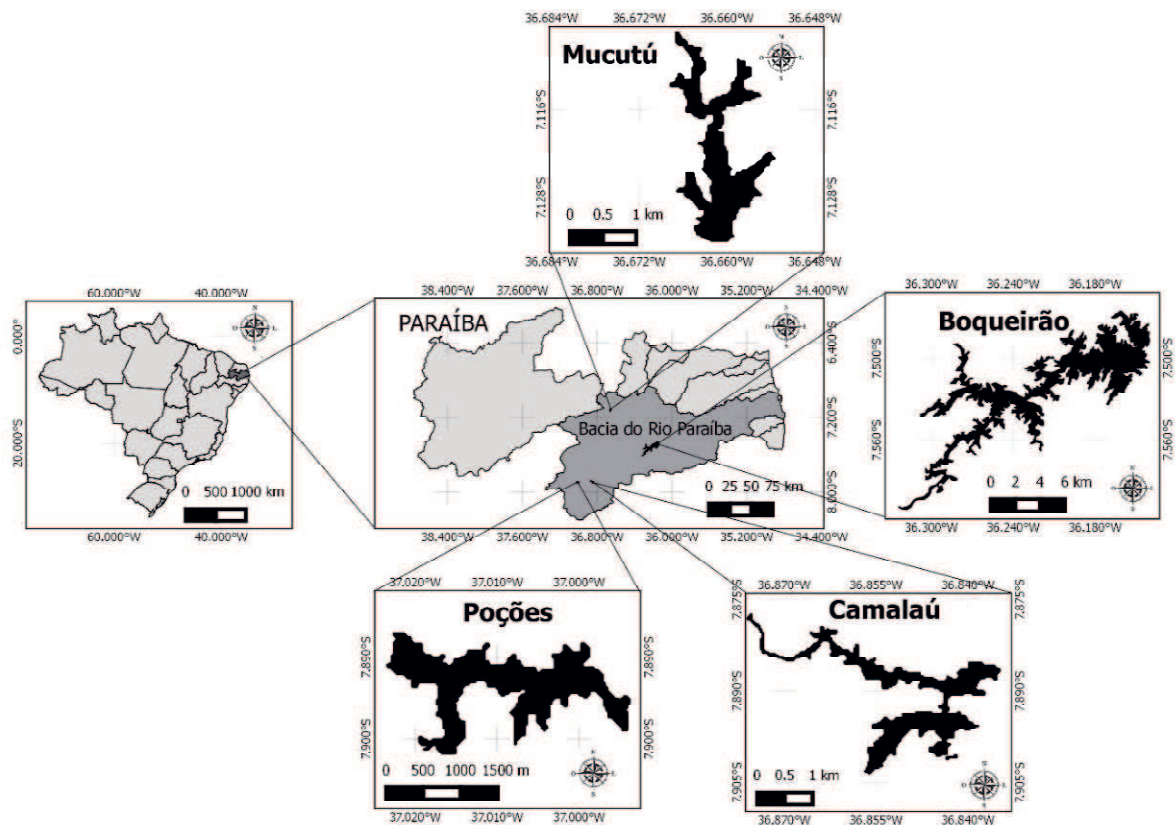 36.684°W 36.672°W 36.660°W 36.648°W
Mucutú
N
O L
S
7.116°S 7.116°S
7.128°S 7.128°S
0 0.5 1 km
36.684°W 36.672°W 36.660°W 36.648°W
60.000°W 40.000°W
N
O L
S
0.000°
20.000°S
0 500 1000 km
60.000°W 40.000°W
38.400°W 37.600°W 36.800°W 36.000°W 35.200°W 34.400°W
PARAÍBA
N
O L
S
6.400°S
7.200°S
8.000°S
Bacia do Rio Paraíba
0 25 50 75 km
38.400°W 37.600°W 36.800°W 36.000°W 35.200°W 34.400°W
36.300°W 36.240°W 36.180°W
Boqueirão
7.500°S 7.500°S
7.560°S 7.560°S
0 2 4 6 km
N
O L
S
36.300°W 36.240°W 36.180°W
37.020°W 37.010°W 37.000°W
Poções
7.890°S 7.890°S
7.900°S 7.900°S
0 500 1000 1500 m
N
O L
S
37.020°W 37.010°W 37.000°W
36.870°W 36.855°W 36.840°W
Camalaú
7.875°S 7.875°S
7.890°S 7.890°S
7.905°S 7.905°S
0 0.5 1 km
N
O L
S
36.870°W 36.855°W 36.840°W